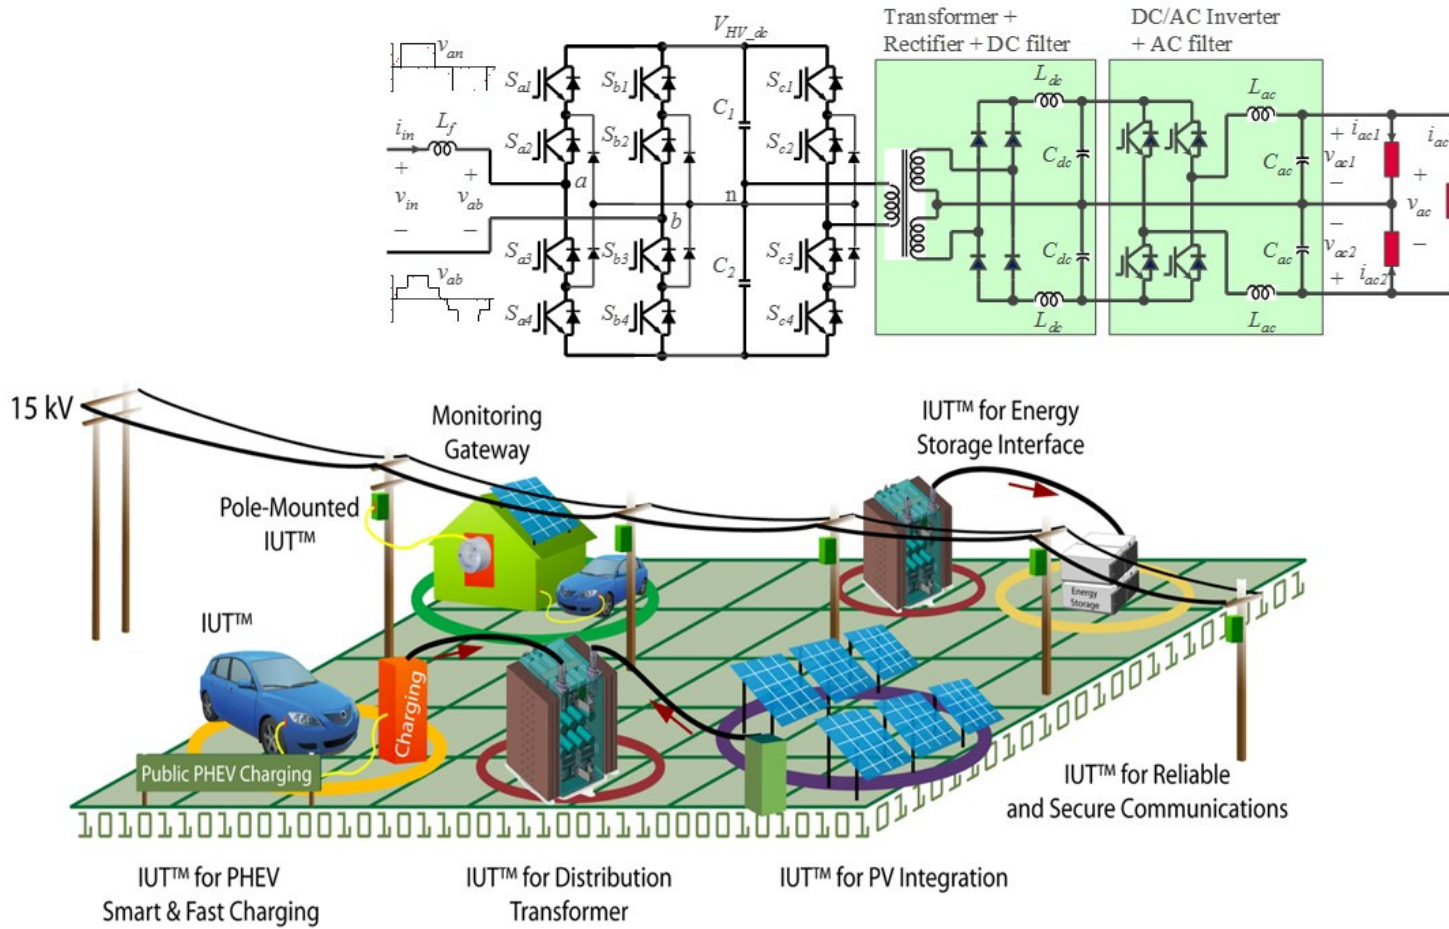 Transformer +
Rectifier + DC filter
DC/AC Inverter
+ AC filter
V_HV_dc
v_an
S_a1
S_b1
S_c1
L_dc
L_ac
i_in
L_f
C_1
S_a2
S_b2
S_c2
+
+
a
n
C_dc
C_ac
+
v_ac1
−
i_ac1
i_ac
+
v_in
v_ab
v_ac
−
−
b
−
−
v_ab
S_a3
S_b3
C_2
S_c3
C_dc
C_ac
v_ac2
+
i_ac2
S_a4
S_b4
S_c4
L_dc
L_ac
15 kV
Monitoring
Gateway
IUT™ for Energy
Storage Interface
Pole-Mounted
IUT™
Energy
Storage
IUT™
Charging
Public PHEV Charging
IUT™ for Reliable
and Secure Communications
IUT™ for PHEV
Smart & Fast Charging
IUT™ for Distribution
Transformer
IUT™ for PV Integration